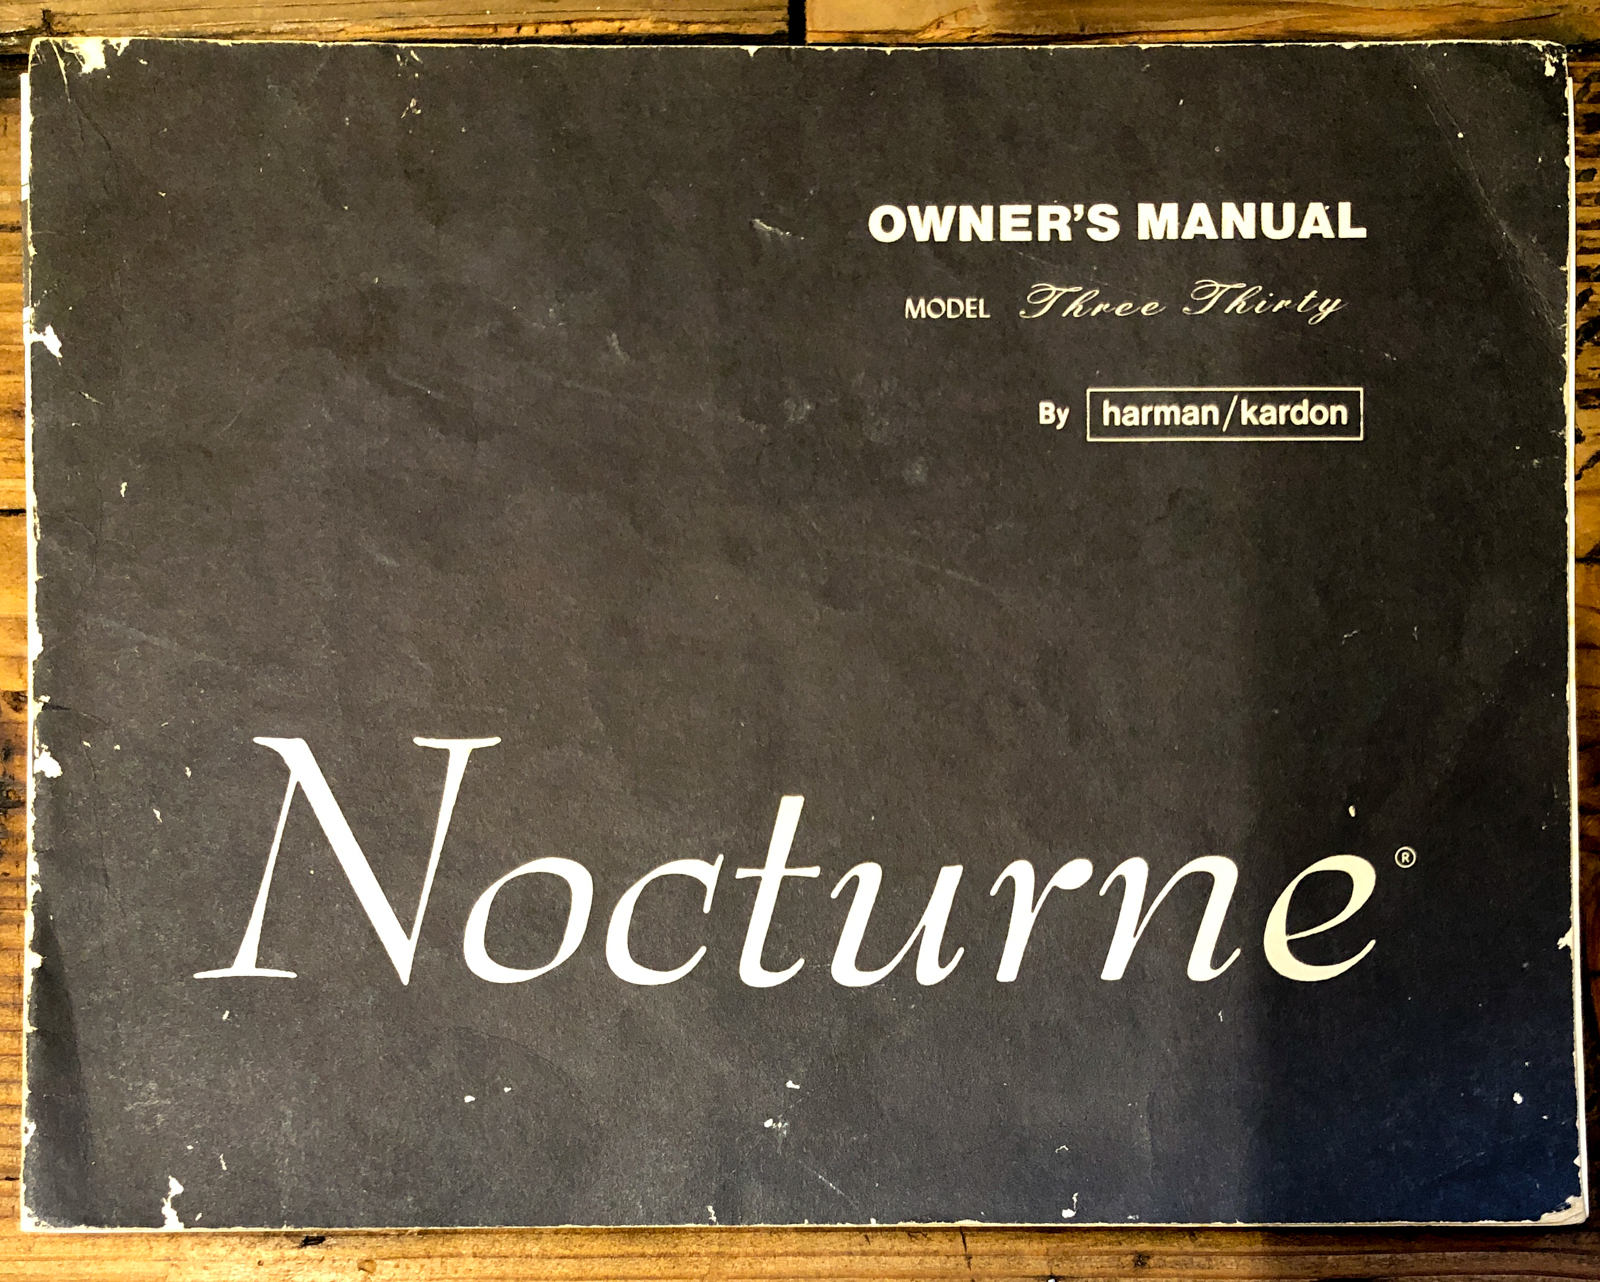 OWNER'S MANUAL
MODEL Three Thirty
By harman/kardon
Nocturne®